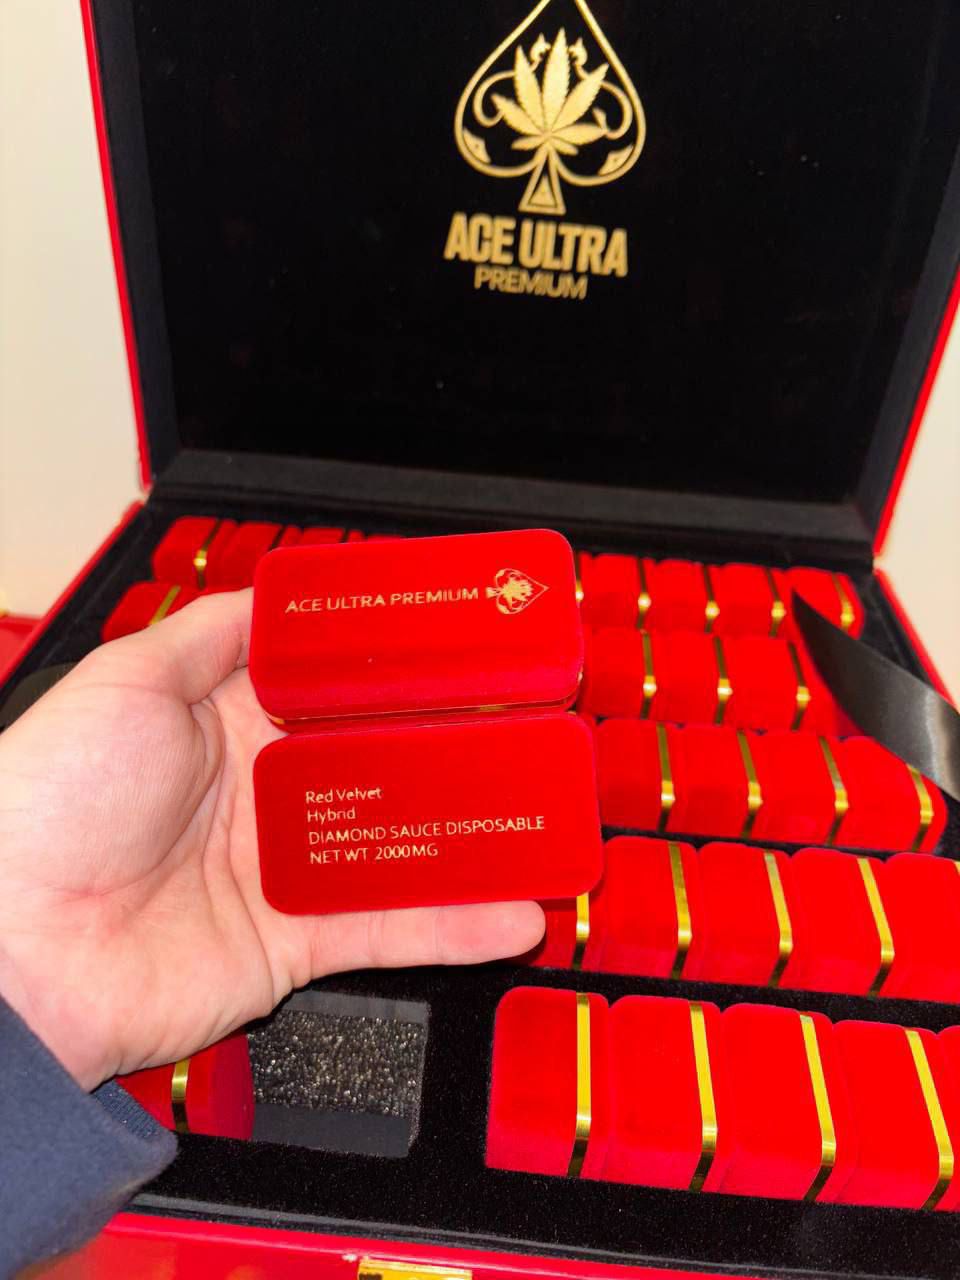 ACE ULTRA
PREMIUM
ACE ULTRA PREMIUM
Red Velvet
Hybrid
DIAMOND SAUCE DISPOSABLE
NET WT 2000MG